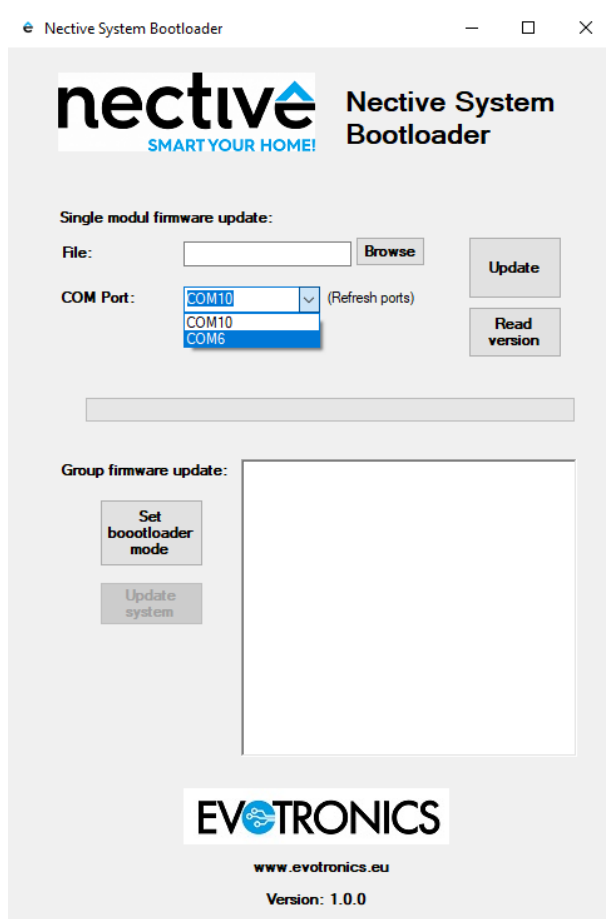 Nective System Bootloader
nective
SMART YOUR HOME!
Nective System
Bootloader
Single modul firmware update:
File:
Browse
Update
COM Port:
COM10
(Refresh ports)
COM10
COM6
Read
version
Group firmware update:
Set
boootloader
mode
Update
system
EVOTRONICS
www.evotronics.eu
Version: 1.0.0